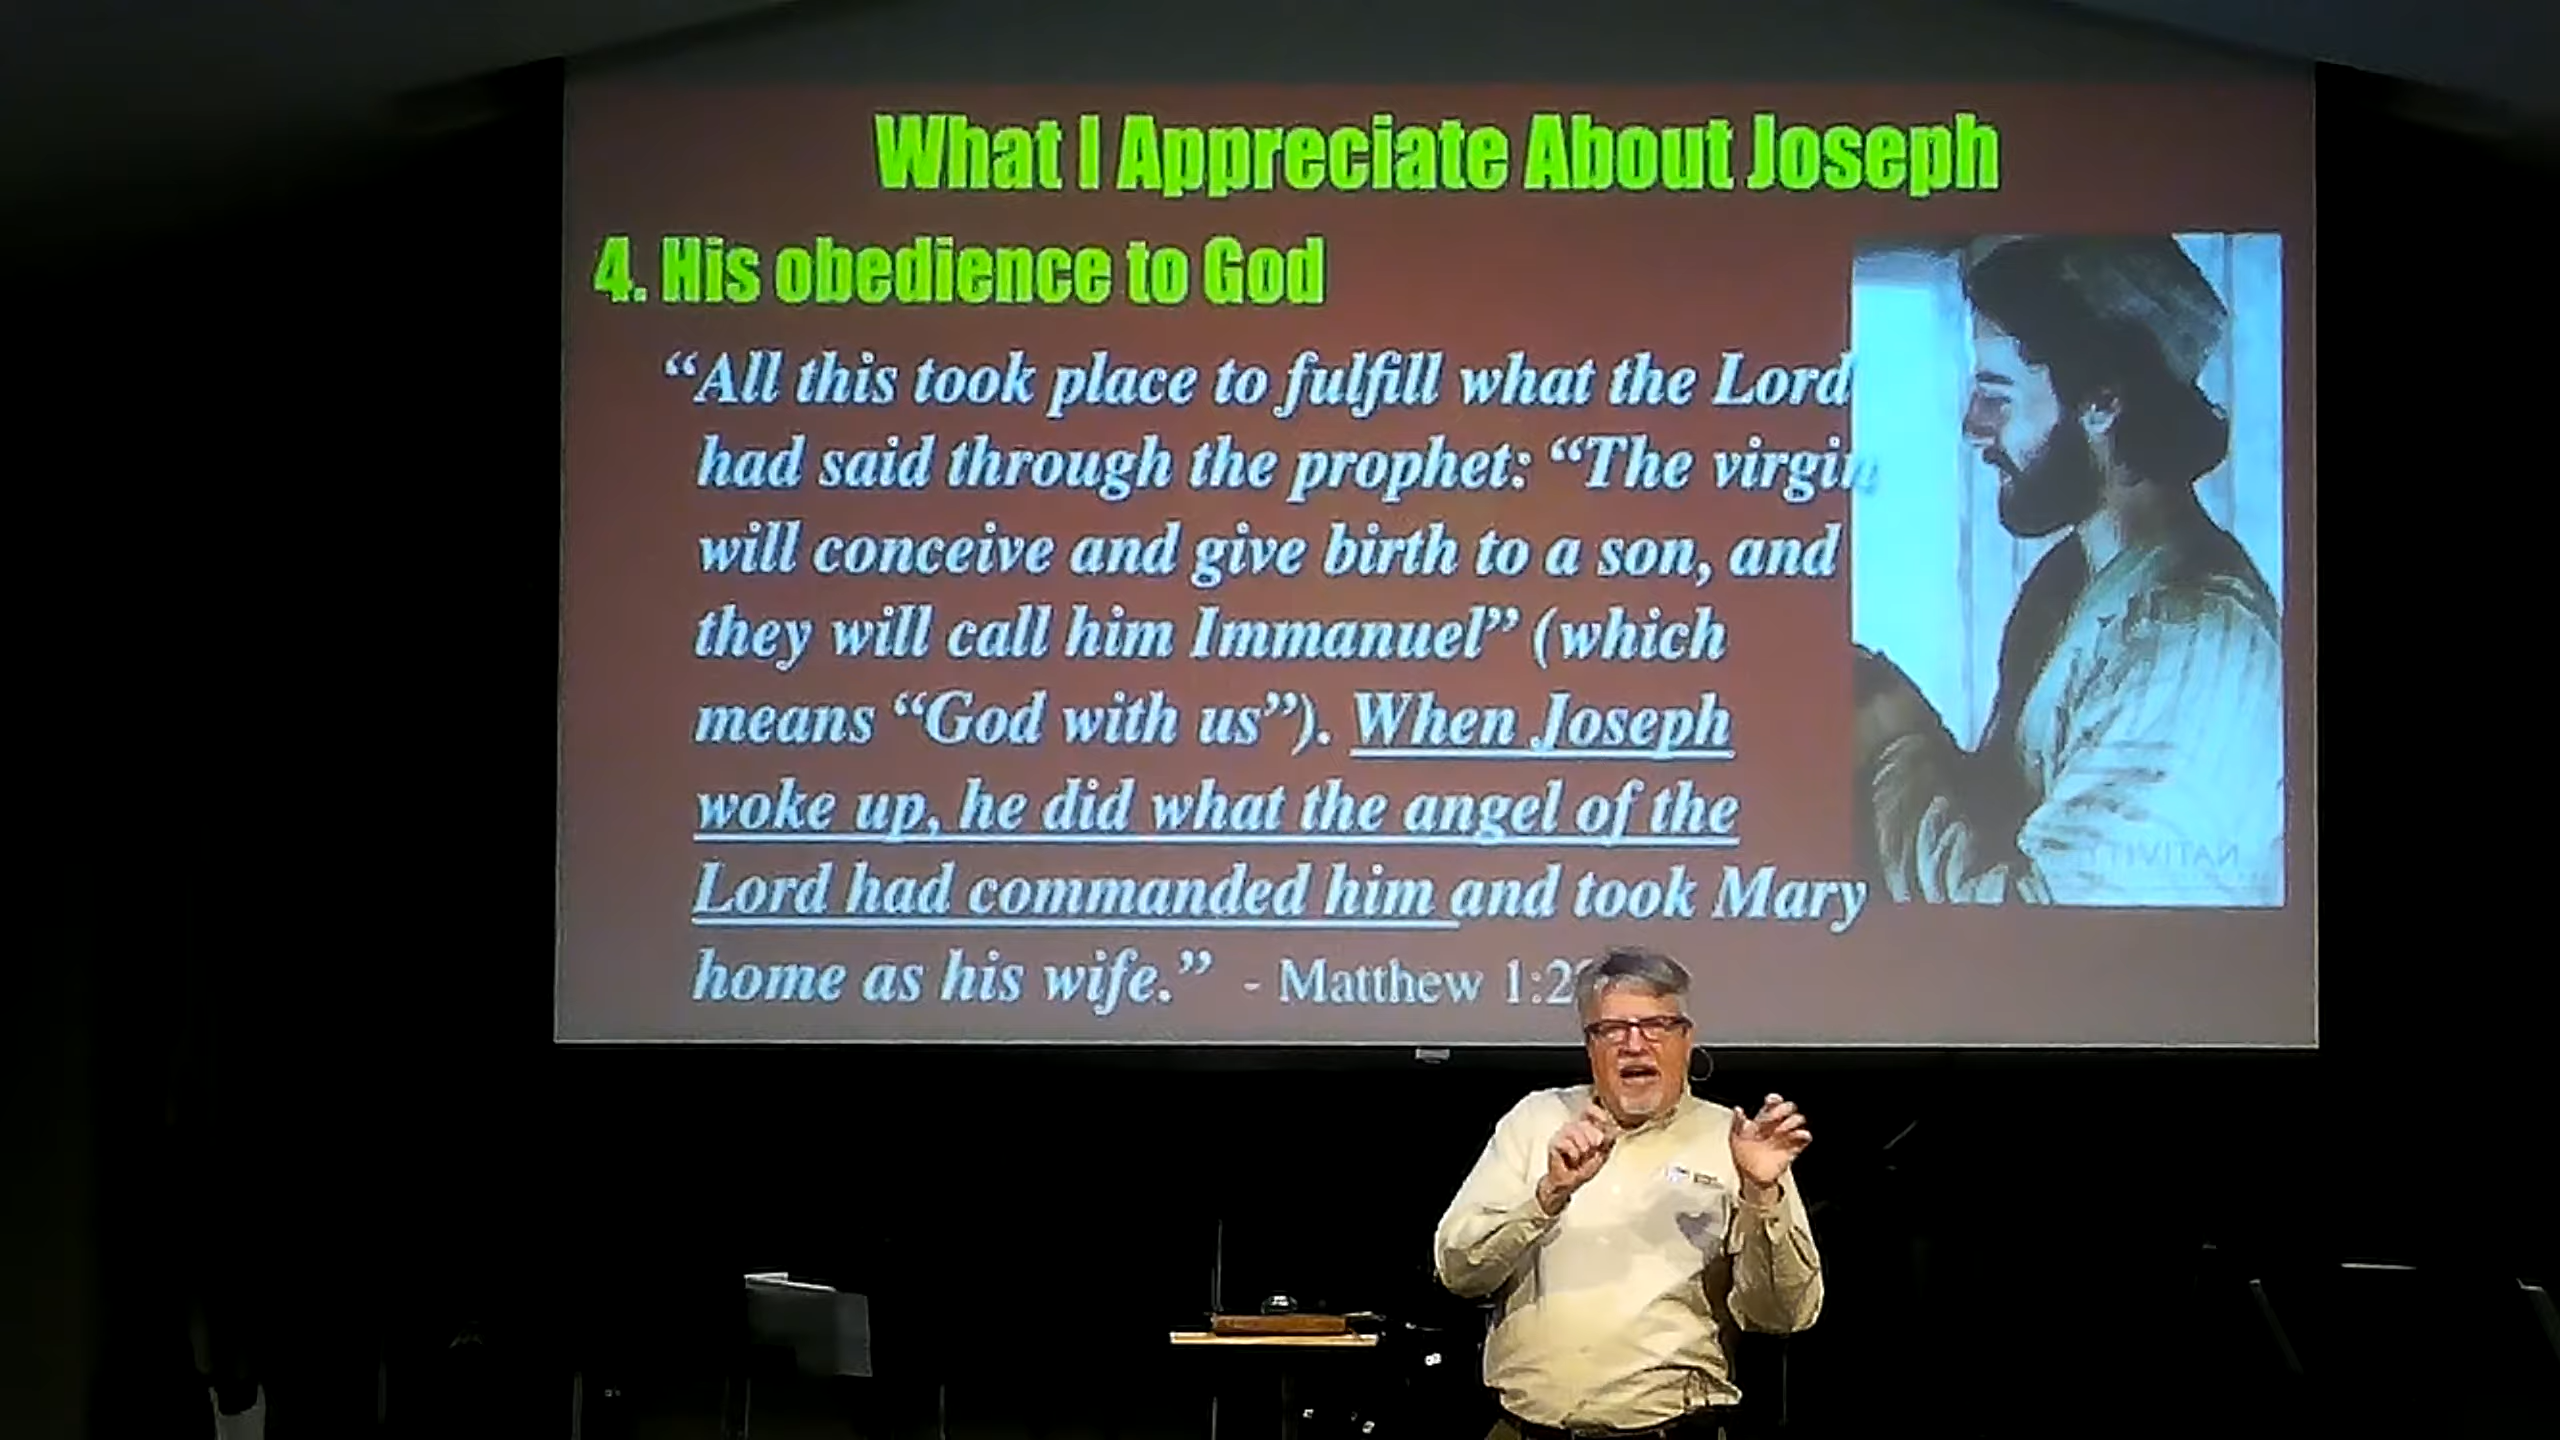 What I Appreciate About Joseph
4. His obedience to God
“All this took place to fulfill what the Lord
had said through the prophet: “The virgin
will conceive and give birth to a son, and
they will call him Immanuel” (which
means “God with us”). When Joseph
woke up, he did what the angel of the
Lord had commanded him and took Mary
home as his wife.” - Matthew 1:2